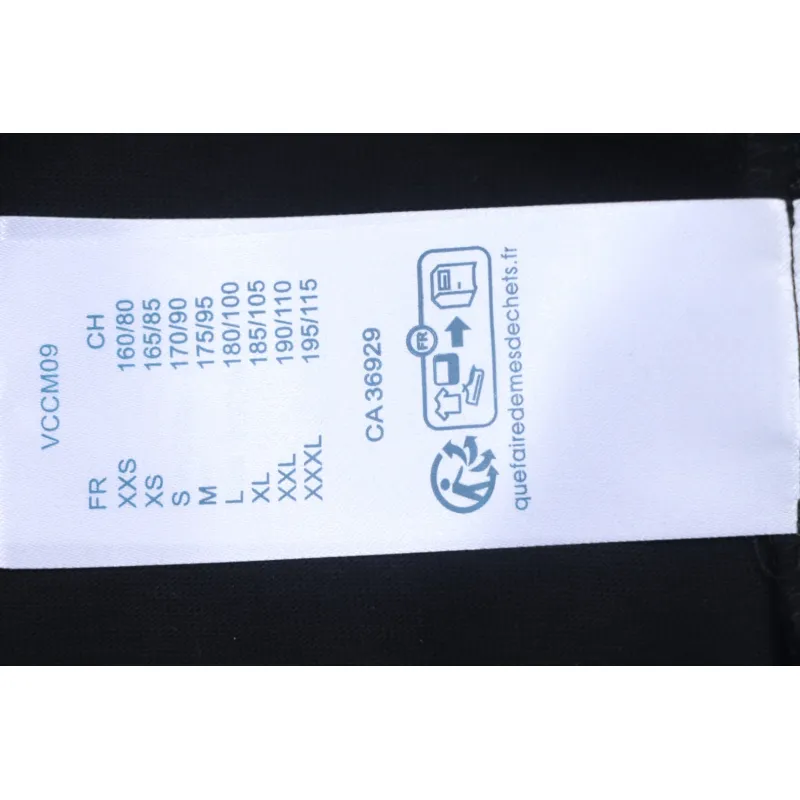 VCCM09
FR CH
XXS 160/80
XS 165/85
S 170/90
M 175/95
L 180/100
XL 185/105
XXL 190/110
XXXL 195/115
CA 36929
FR
quefairedemesdechets.fr